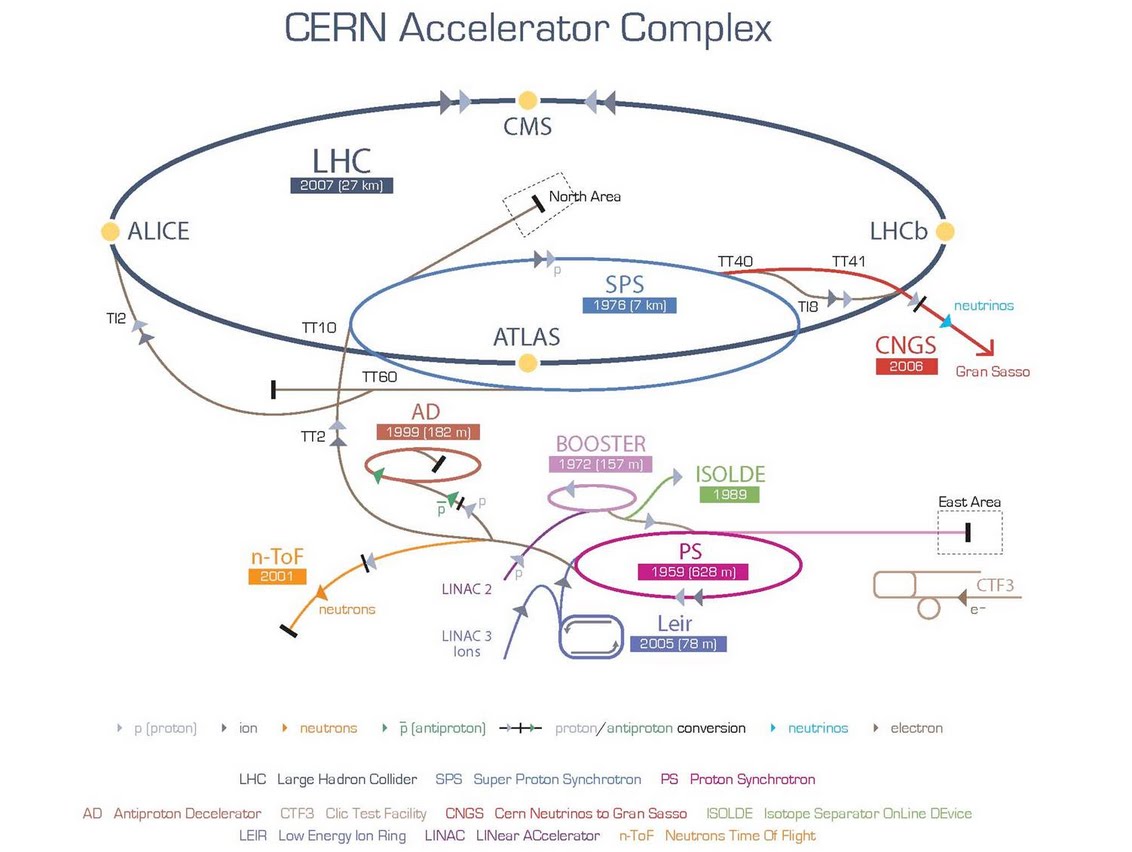 CERN Accelerator Complex
CMS
LHC
2007 (27 km)
North Area
ALICE
LHCb
TT40
TT41
p
SPS
1976 (7 km)
TI8
neutrinos
TI2
TT10
ATLAS
CNGS
2006
Gran Sasso
TT60
AD
1999 (182 m)
TT2
BOOSTER
1972 (157 m)
ISOLDE
1989
p̅
p
East Area
n-ToF
2001
neutrons
p
LINAC 2
PS
1959 (628 m)
CTF3
e–
LINAC 3
Ions
Leir
2005 (78 m)
p (proton) ion neutrons p̅ (antiproton) proton/antiproton conversion neutrinos electron
LHC Large Hadron Collider SPS Super Proton Synchrotron PS Proton Synchrotron
AD Antiproton Decelerator CTF3 Clic Test Facility CNGS Cern Neutrinos to Gran Sasso ISOLDE Isotope Separator OnLine DEvice
LEIR Low Energy Ion Ring LINAC LINear ACcelerator n-ToF Neutrons Time Of Flight